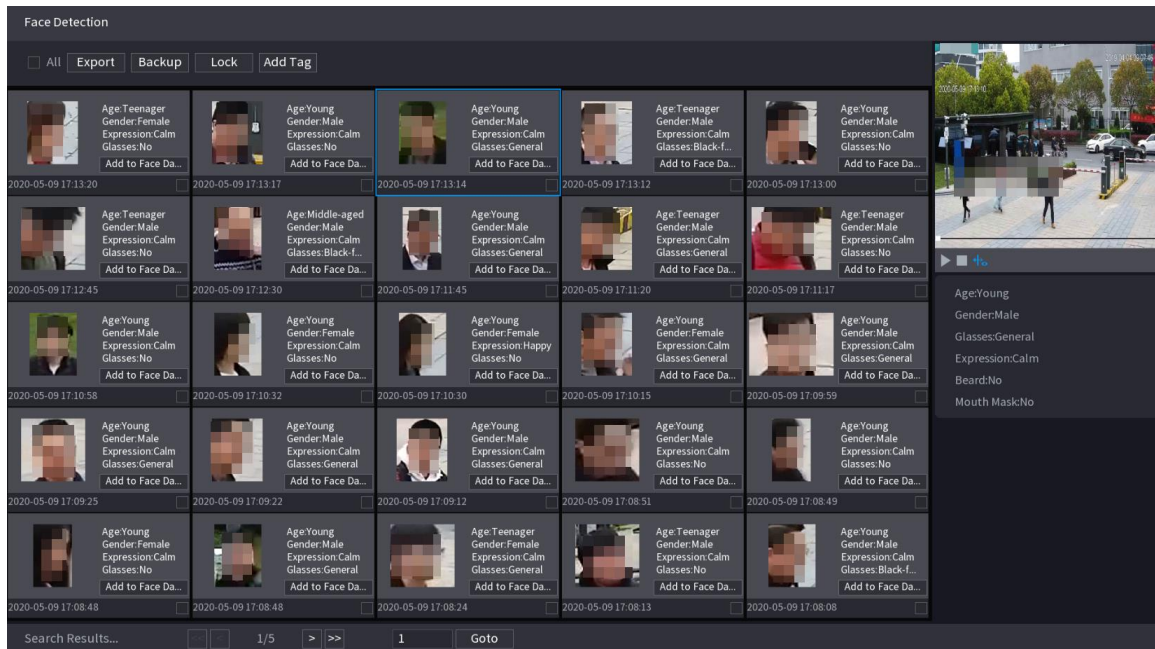 Face Detection
All Export Backup Lock Add Tag
Age:Teenager
Gender:Female
Expression:Calm
Glasses:No
Add to Face Da...
2020-05-09 17:13:20
Age:Young
Gender:Male
Expression:Calm
Glasses:No
Add to Face Da...
2020-05-09 17:13:17
Age:Young
Gender:Male
Expression:Calm
Glasses:General
Add to Face Da...
2020-05-09 17:13:14
Age:Teenager
Gender:Male
Expression:Calm
Glasses:Black-f...
Add to Face Da...
2020-05-09 17:13:12
Age:Young
Gender:Male
Expression:Calm
Glasses:No
Add to Face Da...
2020-05-09 17:13:00
Age:Teenager
Gender:Male
Expression:Calm
Glasses:No
Add to Face Da...
2020-05-09 17:12:45
Age:Middle-aged
Gender:Male
Expression:Calm
Glasses:Black-f...
Add to Face Da...
2020-05-09 17:12:30
Age:Young
Gender:Male
Expression:Calm
Glasses:General
Add to Face Da...
2020-05-09 17:11:45
Age:Teenager
Gender:Male
Expression:Calm
Glasses:General
Add to Face Da...
2020-05-09 17:11:20
Age:Teenager
Gender:Male
Expression:Calm
Glasses:No
Add to Face Da...
2020-05-09 17:11:17
Age:Young
Gender:Male
Expression:Calm
Glasses:No
Add to Face Da...
2020-05-09 17:10:58
Age:Young
Gender:Female
Expression:Calm
Glasses:No
Add to Face Da...
2020-05-09 17:10:32
Age:Young
Gender:Female
Expression:Happy
Glasses:No
Add to Face Da...
2020-05-09 17:10:30
Age:Young
Gender:Female
Expression:Calm
Glasses:General
Add to Face Da...
2020-05-09 17:10:15
Age:Young
Gender:Male
Expression:Calm
Glasses:General
Add to Face Da...
2020-05-09 17:09:59
Age:Young
Gender:Male
Expression:Calm
Glasses:General
Add to Face Da...
2020-05-09 17:09:25
Age:Young
Gender:Male
Expression:Calm
Glasses:General
Add to Face Da...
2020-05-09 17:09:22
Age:Young
Gender:Male
Expression:Calm
Glasses:General
Add to Face Da...
2020-05-09 17:09:12
Age:Young
Gender:Male
Expression:Calm
Glasses:No
Add to Face Da...
2020-05-09 17:08:51
Age:Young
Gender:Male
Expression:Calm
Glasses:No
Add to Face Da...
2020-05-09 17:08:49
Age:Young
Gender:Female
Expression:Calm
Glasses:No
Add to Face Da...
2020-05-09 17:08:48
Age:Young
Gender:Male
Expression:Calm
Glasses:General
Add to Face Da...
2020-05-09 17:08:48
Age:Teenager
Gender:Female
Expression:Calm
Glasses:General
Add to Face Da...
2020-05-09 17:08:24
Age:Teenager
Gender:Male
Expression:Calm
Glasses:No
Add to Face Da...
2020-05-09 17:08:13
Age:Young
Gender:Male
Expression:Calm
Glasses:Black-f...
Add to Face Da...
2020-05-09 17:08:08
Age:Young
Gender:Male
Glasses:General
Expression:Calm
Beard:No
Mouth Mask:No
Search Results... << < 1/5 > >> 1 Goto